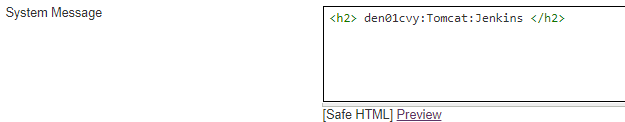 System Message
<h2> den01cvy:Tomcat:Jenkins </h2>
[Safe HTML] Preview